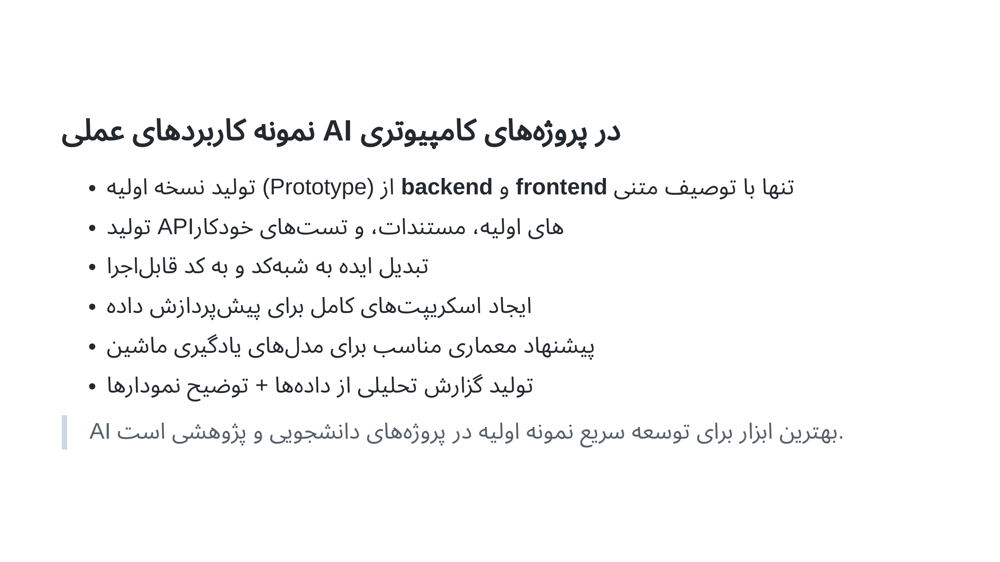 نمونه کاربردهای عملی AI در پروژه‌های کامپیوتری
• تولید نسخه اولیه (Prototype) از backend و frontend تنها با توصیف متنی
• تولید APIهای اولیه، مستندات، و تست‌های خودکار
• تبدیل ایده به شبه‌کد و به کد قابل‌اجرا
• ایجاد اسکریپت‌های کامل برای پیش‌پردازش داده
• پیشنهاد معماری مناسب برای مدل‌های یادگیری ماشین
• تولید گزارش تحلیلی از داده‌ها + توضیح نمودارها
AI بهترین ابزار برای توسعه سریع نمونه اولیه در پروژه‌های دانشجویی و پژوهشی است.